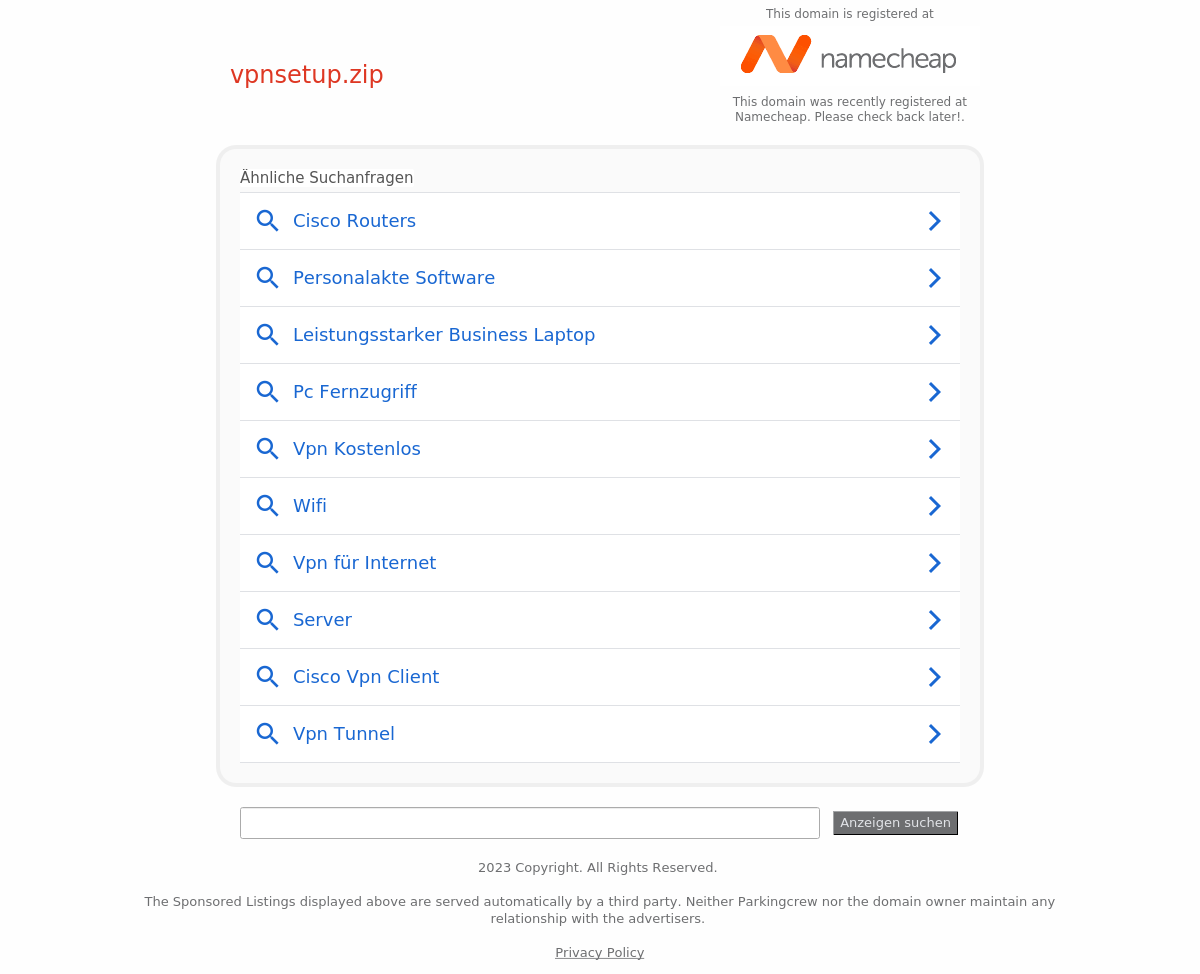 This domain is registered at
namecheap
vpnsetup.zip
This domain was recently registered at
Namecheap. Please check back later!.
Ähnliche Suchanfragen
Cisco Routers
Personalakte Software
Leistungsstarker Business Laptop
Pc Fernzugriff
Vpn Kostenlos
Wifi
Vpn für Internet
Server
Cisco Vpn Client
Vpn Tunnel
Anzeigen suchen
2023 Copyright. All Rights Reserved.
The Sponsored Listings displayed above are served automatically by a third party. Neither Parkingcrew nor the domain owner maintain any
relationship with the advertisers.
Privacy Policy